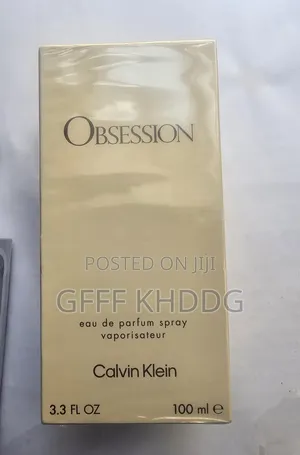 OBSESSION
POSTED ON JIJI
GFFF KHDDG
eau de parfum spray
vaporisateur
Calvin Klein
3.3 FL OZ 100 ml ℮